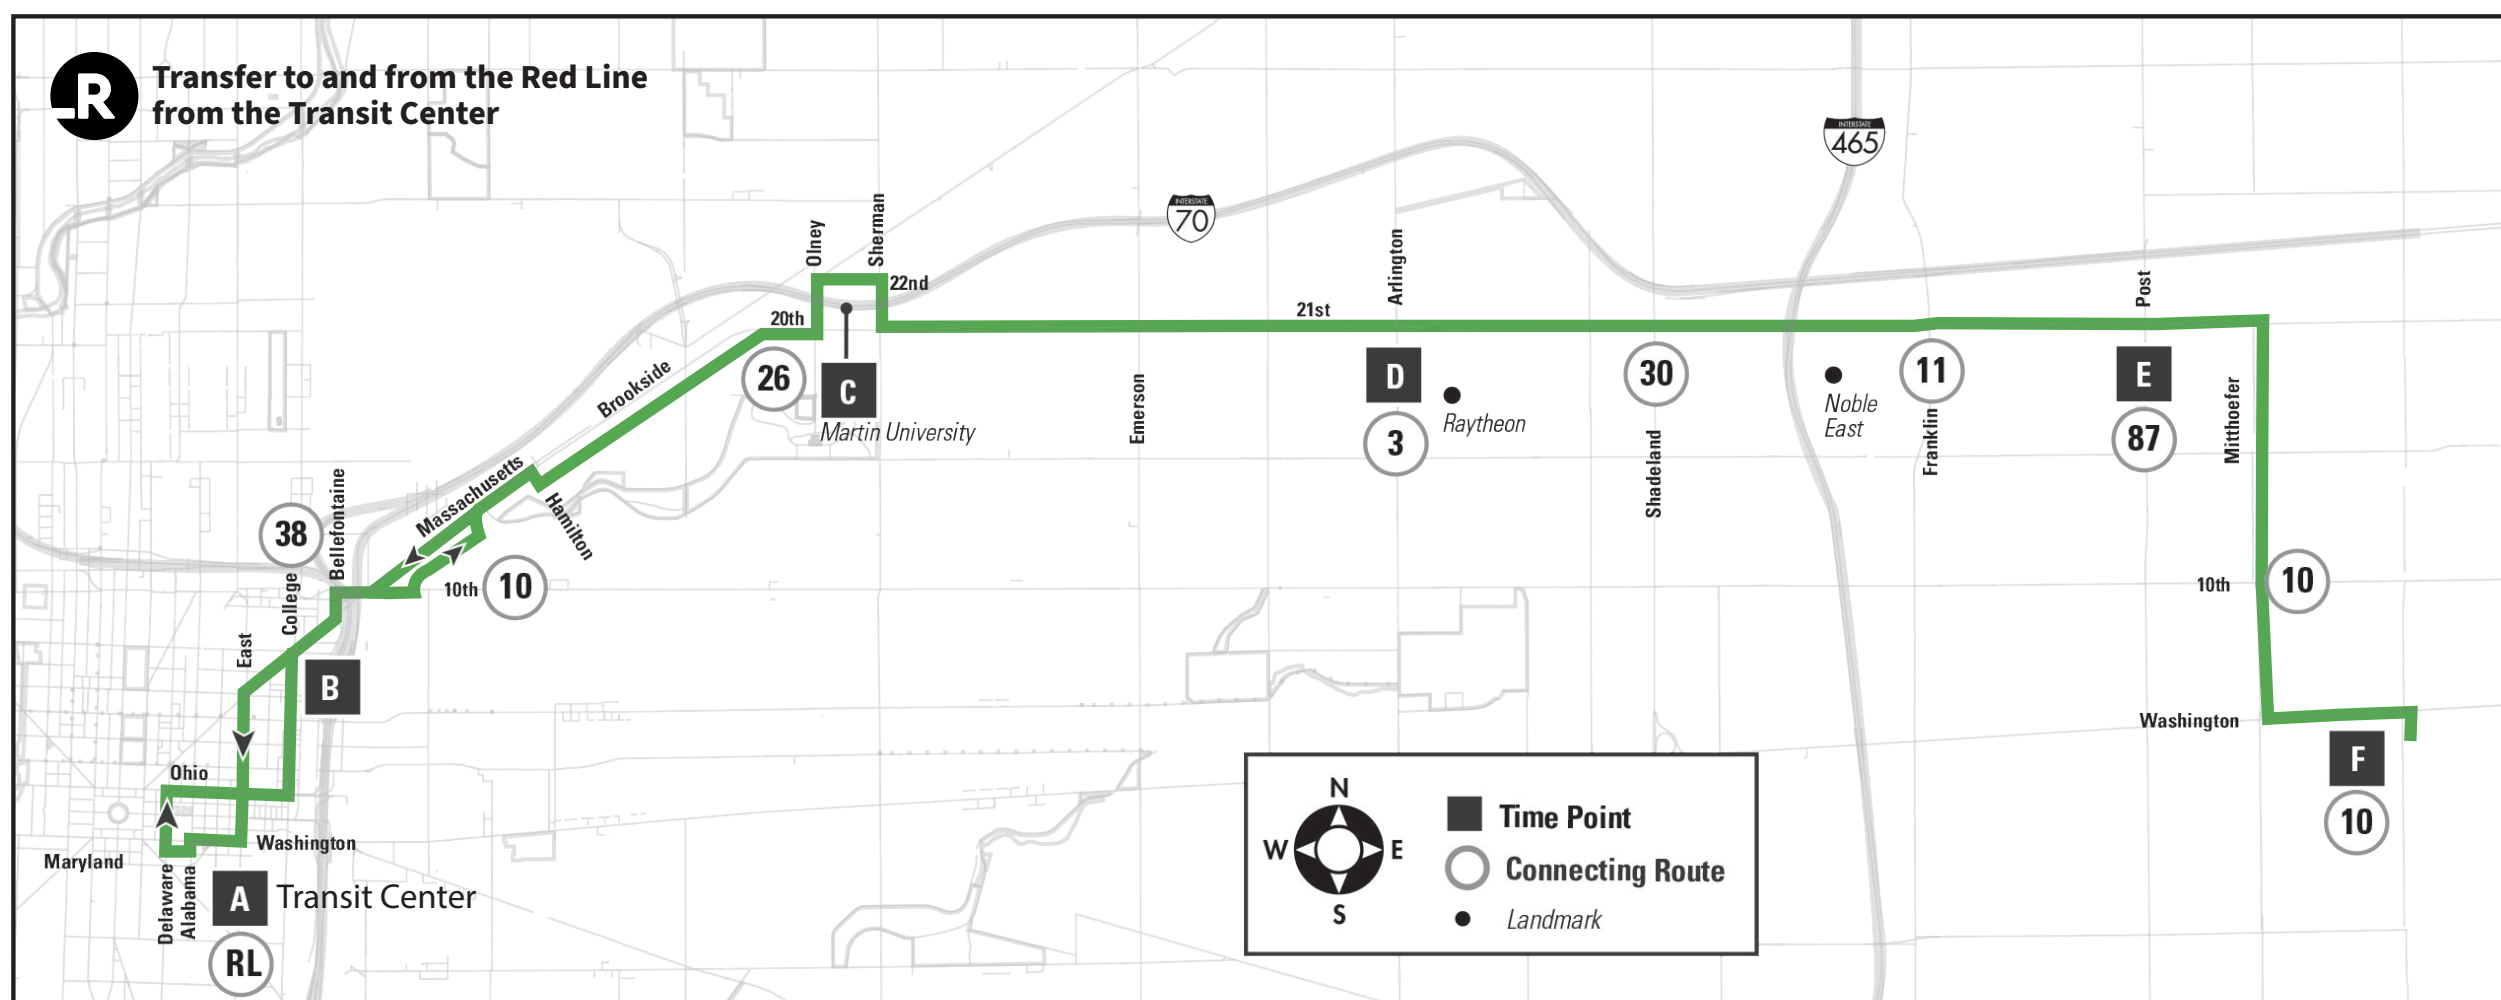 R
Transfer to and from the Red Line
from the Transit Center
INTERSTATE
465
INTERSTATE
70
Olney
Sherman
22nd
Arlington
Post
20th
21st
26
C
Martin University
Brookside
Emerson
D
Raytheon
3
30
Shadeland
Noble
East
11
Franklin
E
87
Mitthoefer
Massachusetts
Hamilton
38
Bellefontaine
College
10th
10
10th
10
East
B
Washington
F
10
Ohio
Washington
Maryland
Delaware
Alabama
A
Transit Center
RL
N
W
E
S
Time Point
Connecting Route
Landmark